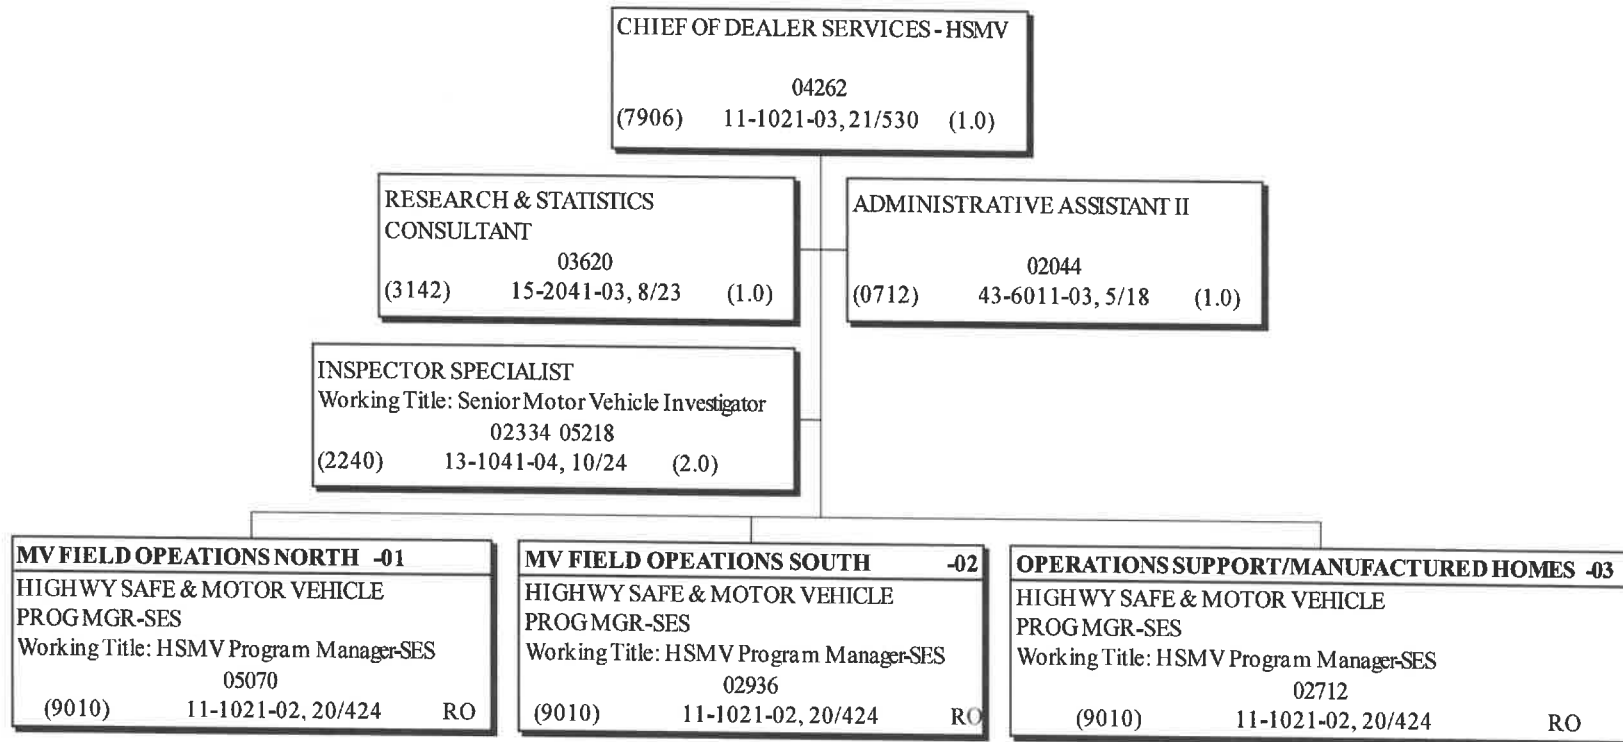 CHIEF OF DEALER SERVICES - HSMV
04262
(7906) 11-1021-03, 21/530 (1.0)
RESEARCH & STATISTICS
CONSULTANT
03620
(3142) 15-2041-03, 8/23 (1.0)
ADMINISTRATIVE ASSISTANT II
02044
(0712) 43-6011-03, 5/18 (1.0)
INSPECTOR SPECIALIST
Working Title: Senior Motor Vehicle Investigator
02334 05218
(2240) 13-1041-04, 10/24 (2.0)
MV FIELD OPEATIONS NORTH -01
HIGHWY SAFE & MOTOR VEHICLE
PROG MGR-SES
Working Title: HSMV Program Manager-SES
05070
(9010) 11-1021-02, 20/424 RO
MV FIELD OPEATIONS SOUTH -02
HIGHWY SAFE & MOTOR VEHICLE
PROG MGR-SES
Working Title: HSMV Program Manager-SES
02936
(9010) 11-1021-02, 20/424 RO
OPERATIONS SUPPORT/MANUFACTURED HOMES -03
HIGHWY SAFE & MOTOR VEHICLE
PROG MGR-SES
Working Title: HSMV Program Manager-SES
02712
(9010) 11-1021-02, 20/424 RO